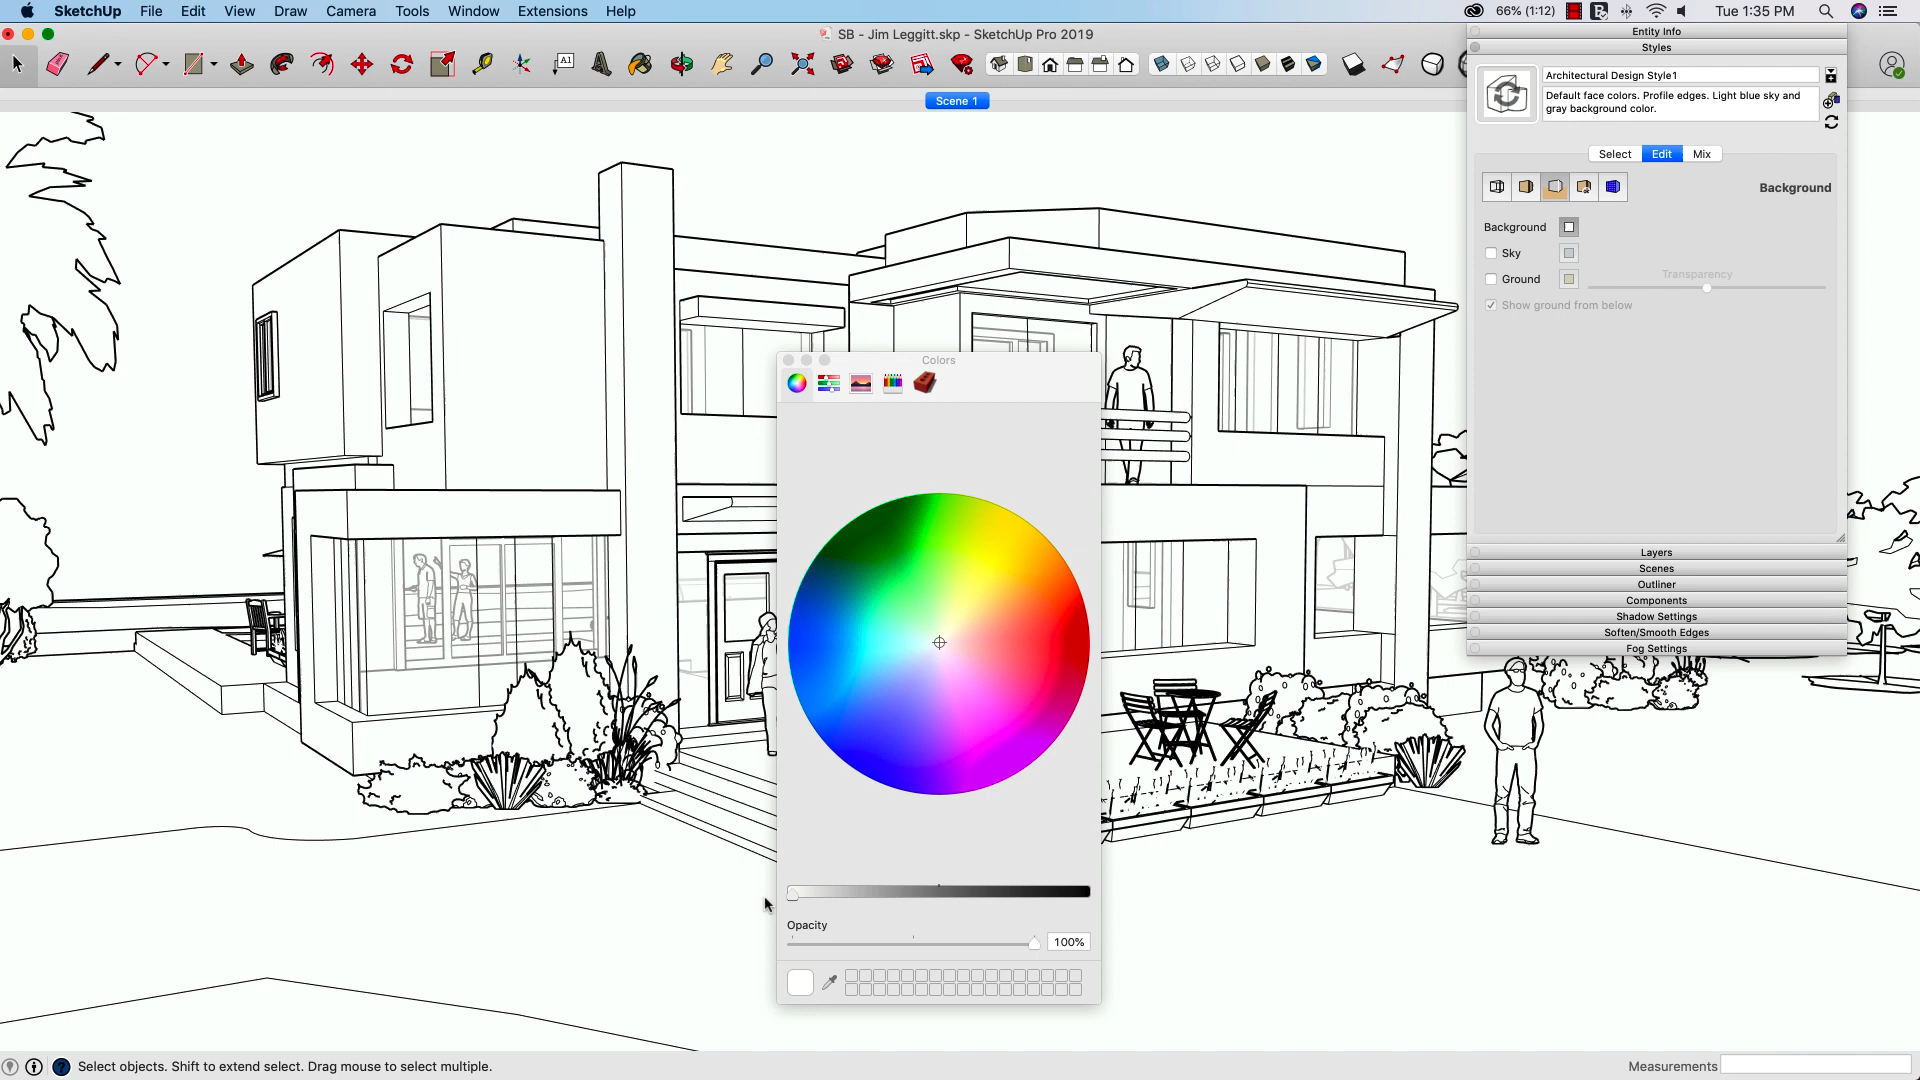 SketchUp File Edit View Draw Camera Tools Window Extensions Help 66% (1:12) Tue 1:35 PM
SB - Jim Leggitt.skp - SketchUp Pro 2019
A1
Scene 1
Entity Info
Styles
Architectural Design Style1
Default face colors. Profile edges. Light blue sky and
gray background color.
Select Edit Mix
Background
Background
Sky
Ground
Transparency
Show ground from below
Layers
Scenes
Outliner
Components
Shadow Settings
Soften/Smooth Edges
Fog Settings
Colors
Opacity
100%
Select objects. Shift to extend select. Drag mouse to select multiple.
Measurements